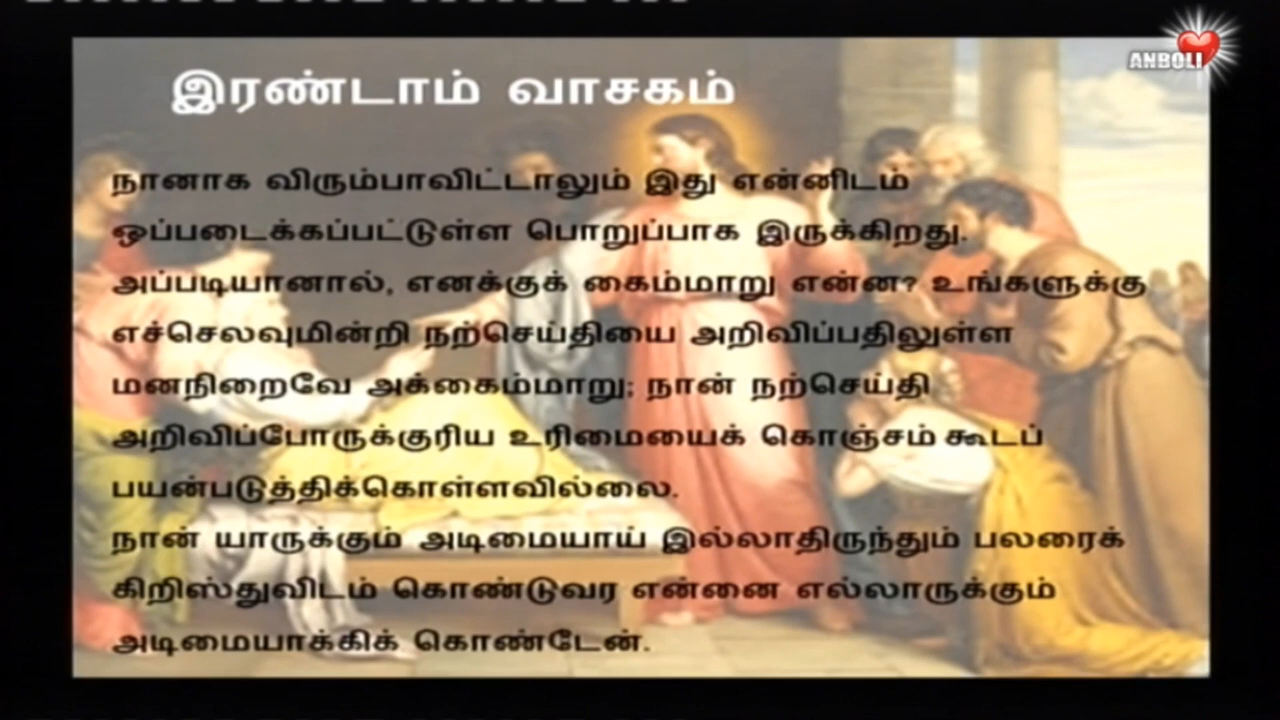 ANBOLI
இரண்டாம் வாசகம்
நானாக விரும்பாவிட்டாலும் இது என்னிடம்
ஒப்படைக்கப்பட்டுள்ள பொறுப்பாக இருக்கிறது.
அப்படியானால், எனக்குக் கைம்மாறு என்ன? உங்களுக்கு
எச்செலவுமின்றி நற்செய்தியை அறிவிப்பதிலுள்ள
மனநிறைவே அக்கைம்மாறு; நான் நற்செய்தி
அறிவிப்போருக்குரிய உரிமையைக் கொஞ்சம் கூடப்
பயன்படுத்திக்கொள்ளவில்லை.
நான் யாருக்கும் அடிமையாய் இல்லாதிருந்தும் பலரைக்
கிறிஸ்துவிடம் கொண்டுவர என்னை எல்லாருக்கும்
அடிமையாக்கிக் கொண்டேன்.